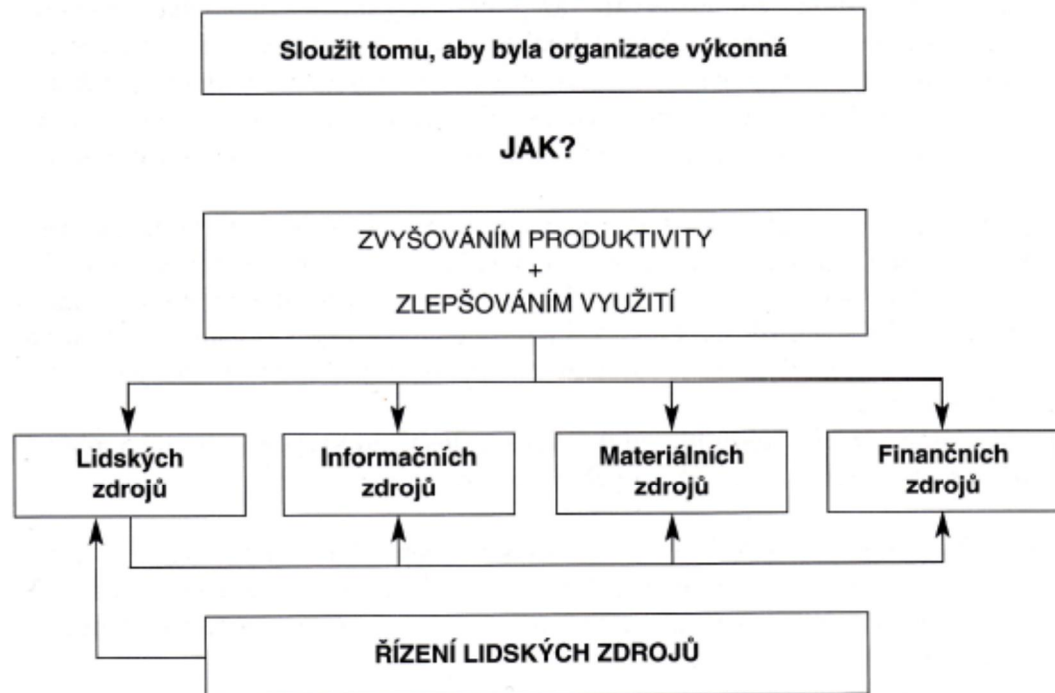 Sloužit tomu, aby byla organizace výkonná
JAK?
ZVYŠOVÁNÍM PRODUKTIVITY
+
ZLEPŠOVÁNÍM VYUŽITÍ
Lidských
zdrojů
Informačních
zdrojů
Materiálních
zdrojů
Finančních
zdrojů
ŘÍZENÍ LIDSKÝCH ZDROJŮ